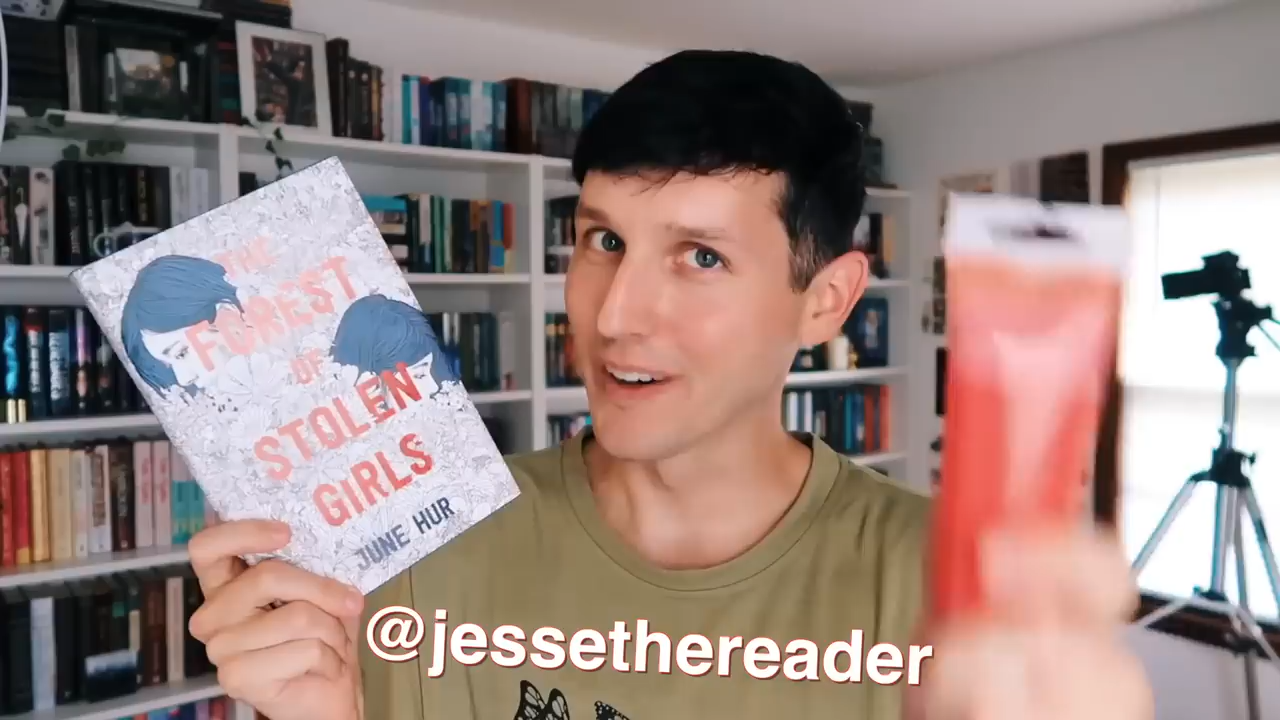 THE
FOREST
OF
STOLEN
GIRLS
JUNE HUR
@jessethereader